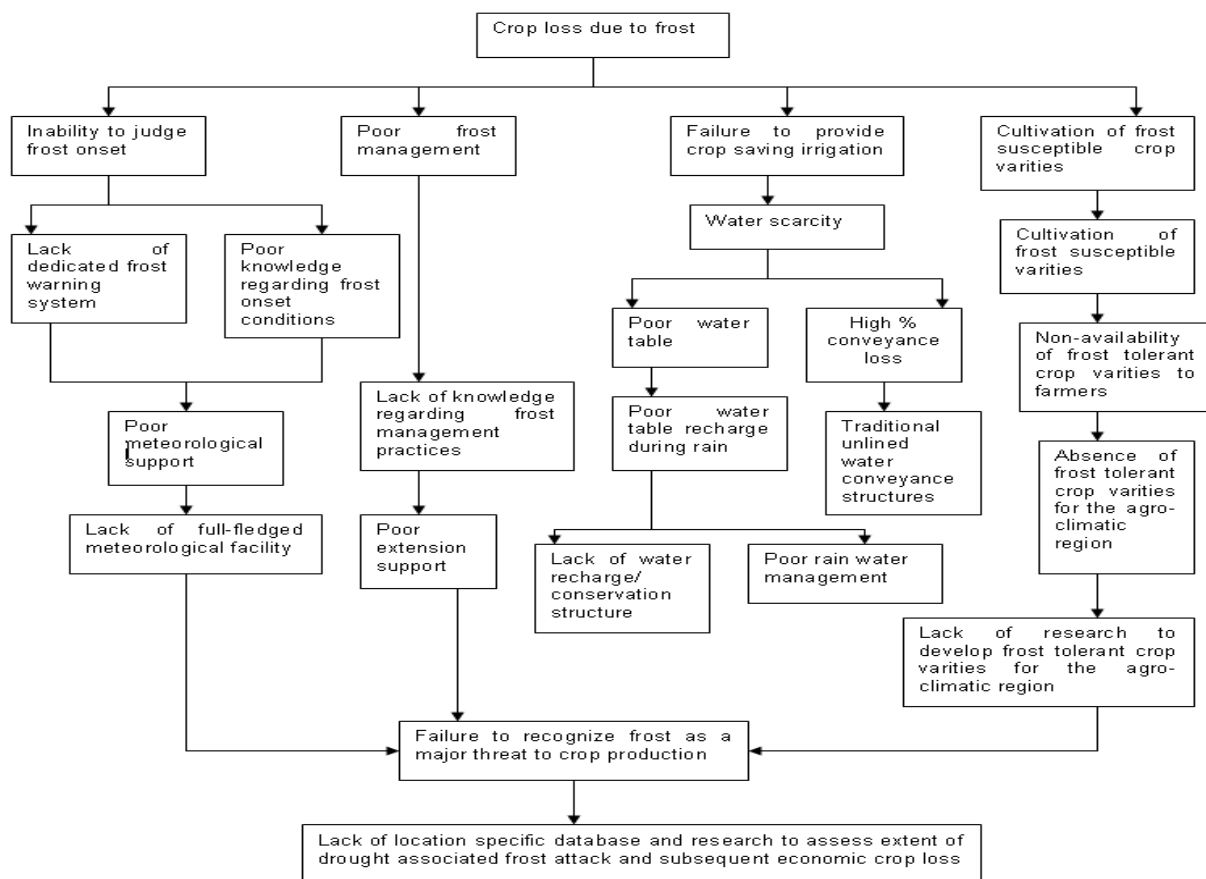 Crop loss due to frost
Inability to judge
frost onset
Poor frost
management
Failure to provide
crop saving irrigation
Cultivation of frost
susceptible crop
varities
Water scarcity
Lack of
dedicated frost
warning
system
Poor
knowledge
regarding frost
onset
conditions
Cultivation of
frost susceptible
varities
Poor water
table
High %
conveyance
loss
Non-availability
of frost tolerant
crop varities to
farmers
Lack of knowledge
regarding frost
management
practices
Poor water
table recharge
during rain
Traditional
unlined
water
conveyance
structures
Poor
meteorological
support
Absence of
frost tolerant
crop varities
for the agro-
climatic
region
Lack of full-fledged
meteorological facility
Poor
extension
support
Lack of water
recharge/
conservation
structure
Poor rain water
management
Lack of research to
develop frost tolerant crop
varities for the agro-
climatic region
Failure to recognize frost as a
major threat to crop production
Lack of location specific database and research to assess extent of
drought associated frost attack and subsequent economic crop loss